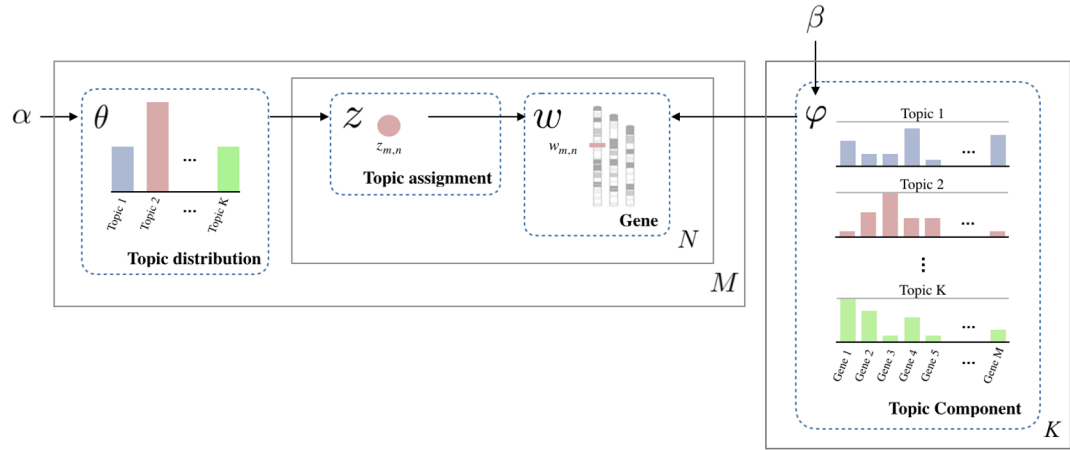 β
α
θ
Topic 1
Topic 2
...
Topic K
Topic distribution
z
z_{m,n}
Topic assignment
w
w_{m,n}
Gene
N
M
φ
Topic 1
...
Topic 2
...
⋮
Topic K
...
Gene 1
Gene 2
Gene 3
Gene 4
Gene 5
...
Gene M
Topic Component
K